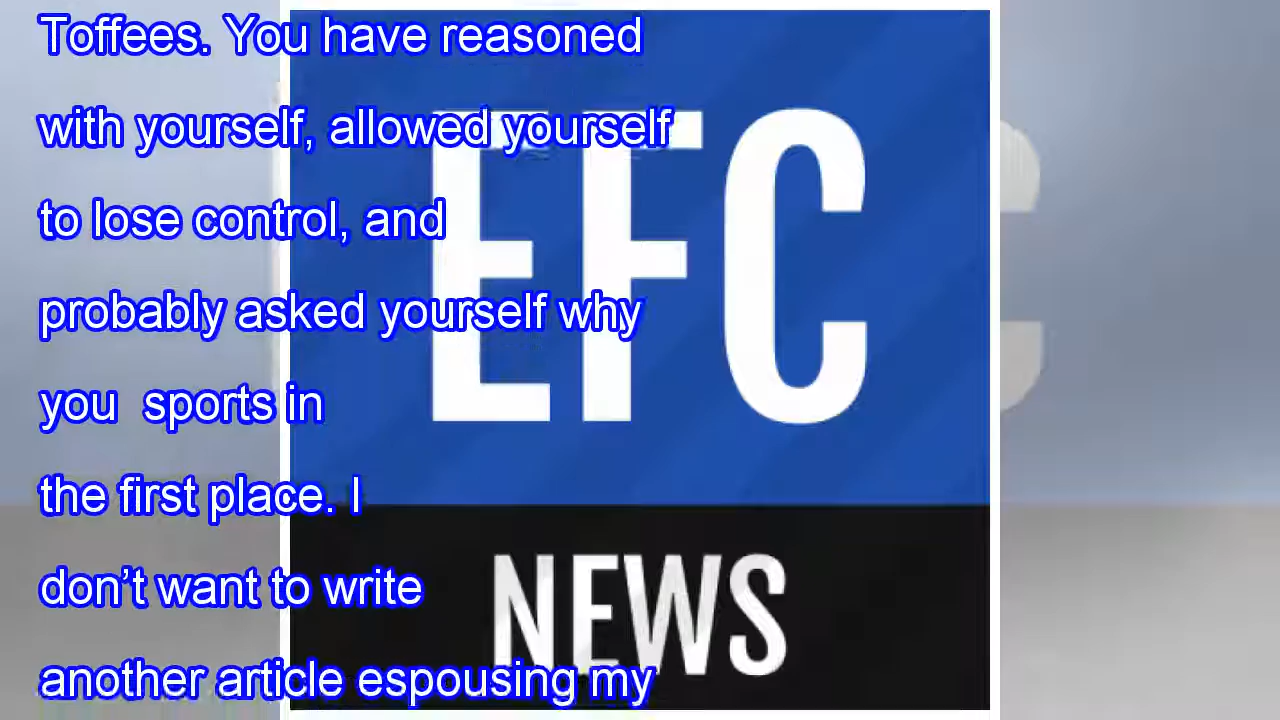 Toffees. You have reasoned
with yourself, allowed yourself
to lose control, and
probably asked yourself why
you  sports in
the first place. I
don’t want to write
another article espousing my
EFC
NEWS